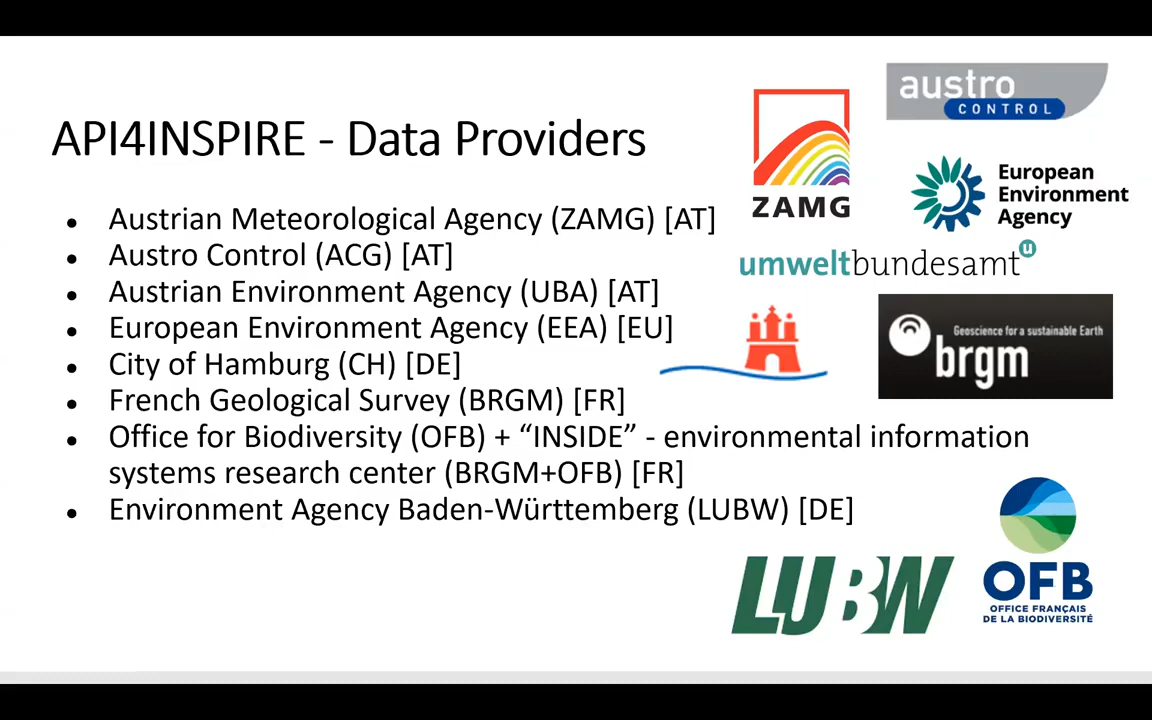 API4INSPIRE - Data Providers
• Austrian Meteorological Agency (ZAMG) [AT]
• Austro Control (ACG) [AT]
• Austrian Environment Agency (UBA) [AT]
• European Environment Agency (EEA) [EU]
• City of Hamburg (CH) [DE]
• French Geological Survey (BRGM) [FR]
• Office for Biodiversity (OFB) + “INSIDE” - environmental information
systems research center (BRGM+OFB) [FR]
• Environment Agency Baden-Württemberg (LUBW) [DE]
austro
CONTROL
ZAMG
European
Environment
Agency
umweltbundesamt
u
Geoscience for a sustainable Earth
brgm
LUBW
OFB
OFFICE FRANÇAIS
DE LA BIODIVERSITÉ